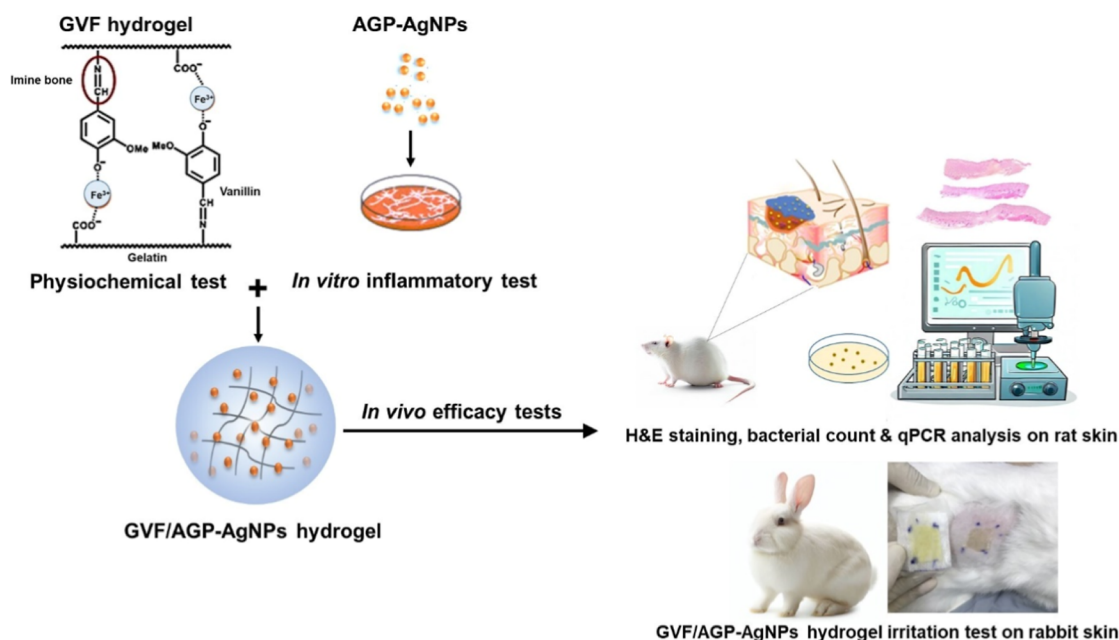 GVF hydrogel
AGP-AgNPs
Imine bone
N
CH
COO⁻
Fe³⁺
O⁻
OMe
MeO
O⁻
Fe³⁺
Vanillin
CH
N
COO⁻
Gelatin
Physiochemical test
+
In vitro inflammatory test
In vivo efficacy tests
GVF/AGP-AgNPs hydrogel
H&E staining, bacterial count & qPCR analysis on rat skin
GVF/AGP-AgNPs hydrogel irritation test on rabbit skin